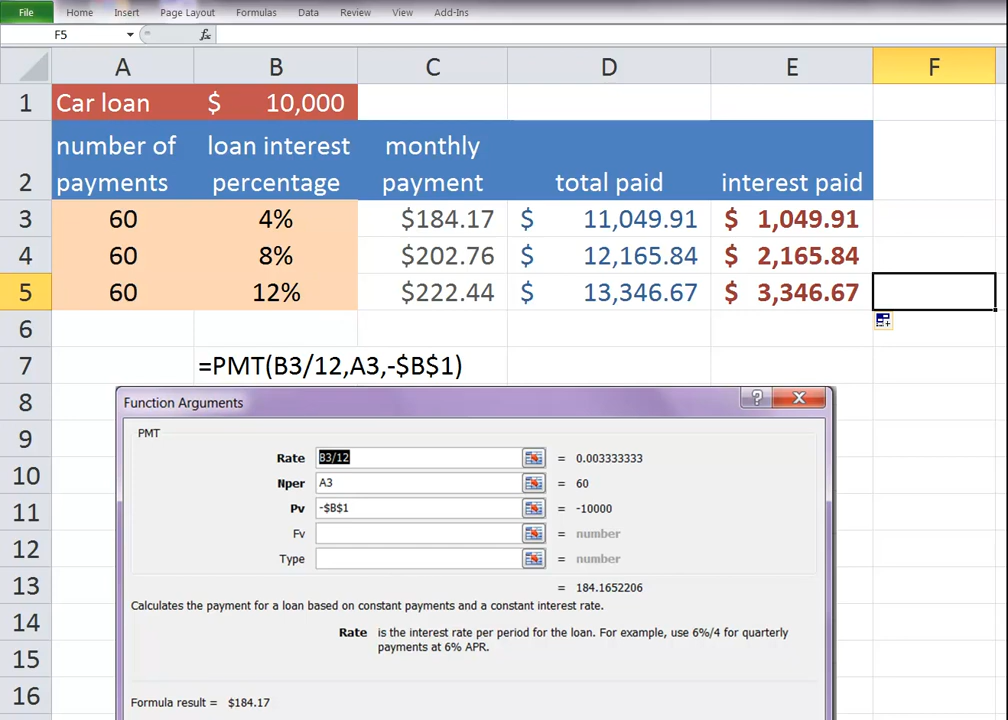 File Home Insert Page Layout Formulas Data Review View Add-Ins
F5 fx
A B C D E F
1 Car loan $ 10,000
number of loan interest monthly
2 payments percentage payment total paid interest paid
3 60 4% $184.17 $ 11,049.91 $ 1,049.91
4 60 8% $202.76 $ 12,165.84 $ 2,165.84
5 60 12% $222.44 $ 13,346.67 $ 3,346.67
6
7 =PMT(B3/12,A3,-$B$1)
8 Function Arguments ? X
9 PMT
Rate B3/12 = 0.003333333
10 Nper A3 = 60
11 Pv -$B$1 = -10000
Fv = number
12 Type = number
13 = 184.1652206
Calculates the payment for a loan based on constant payments and a constant interest rate.
14 Rate is the interest rate per period for the loan. For example, use 6%/4 for quarterly
payments at 6% APR.
15
16 Formula result = $184.17